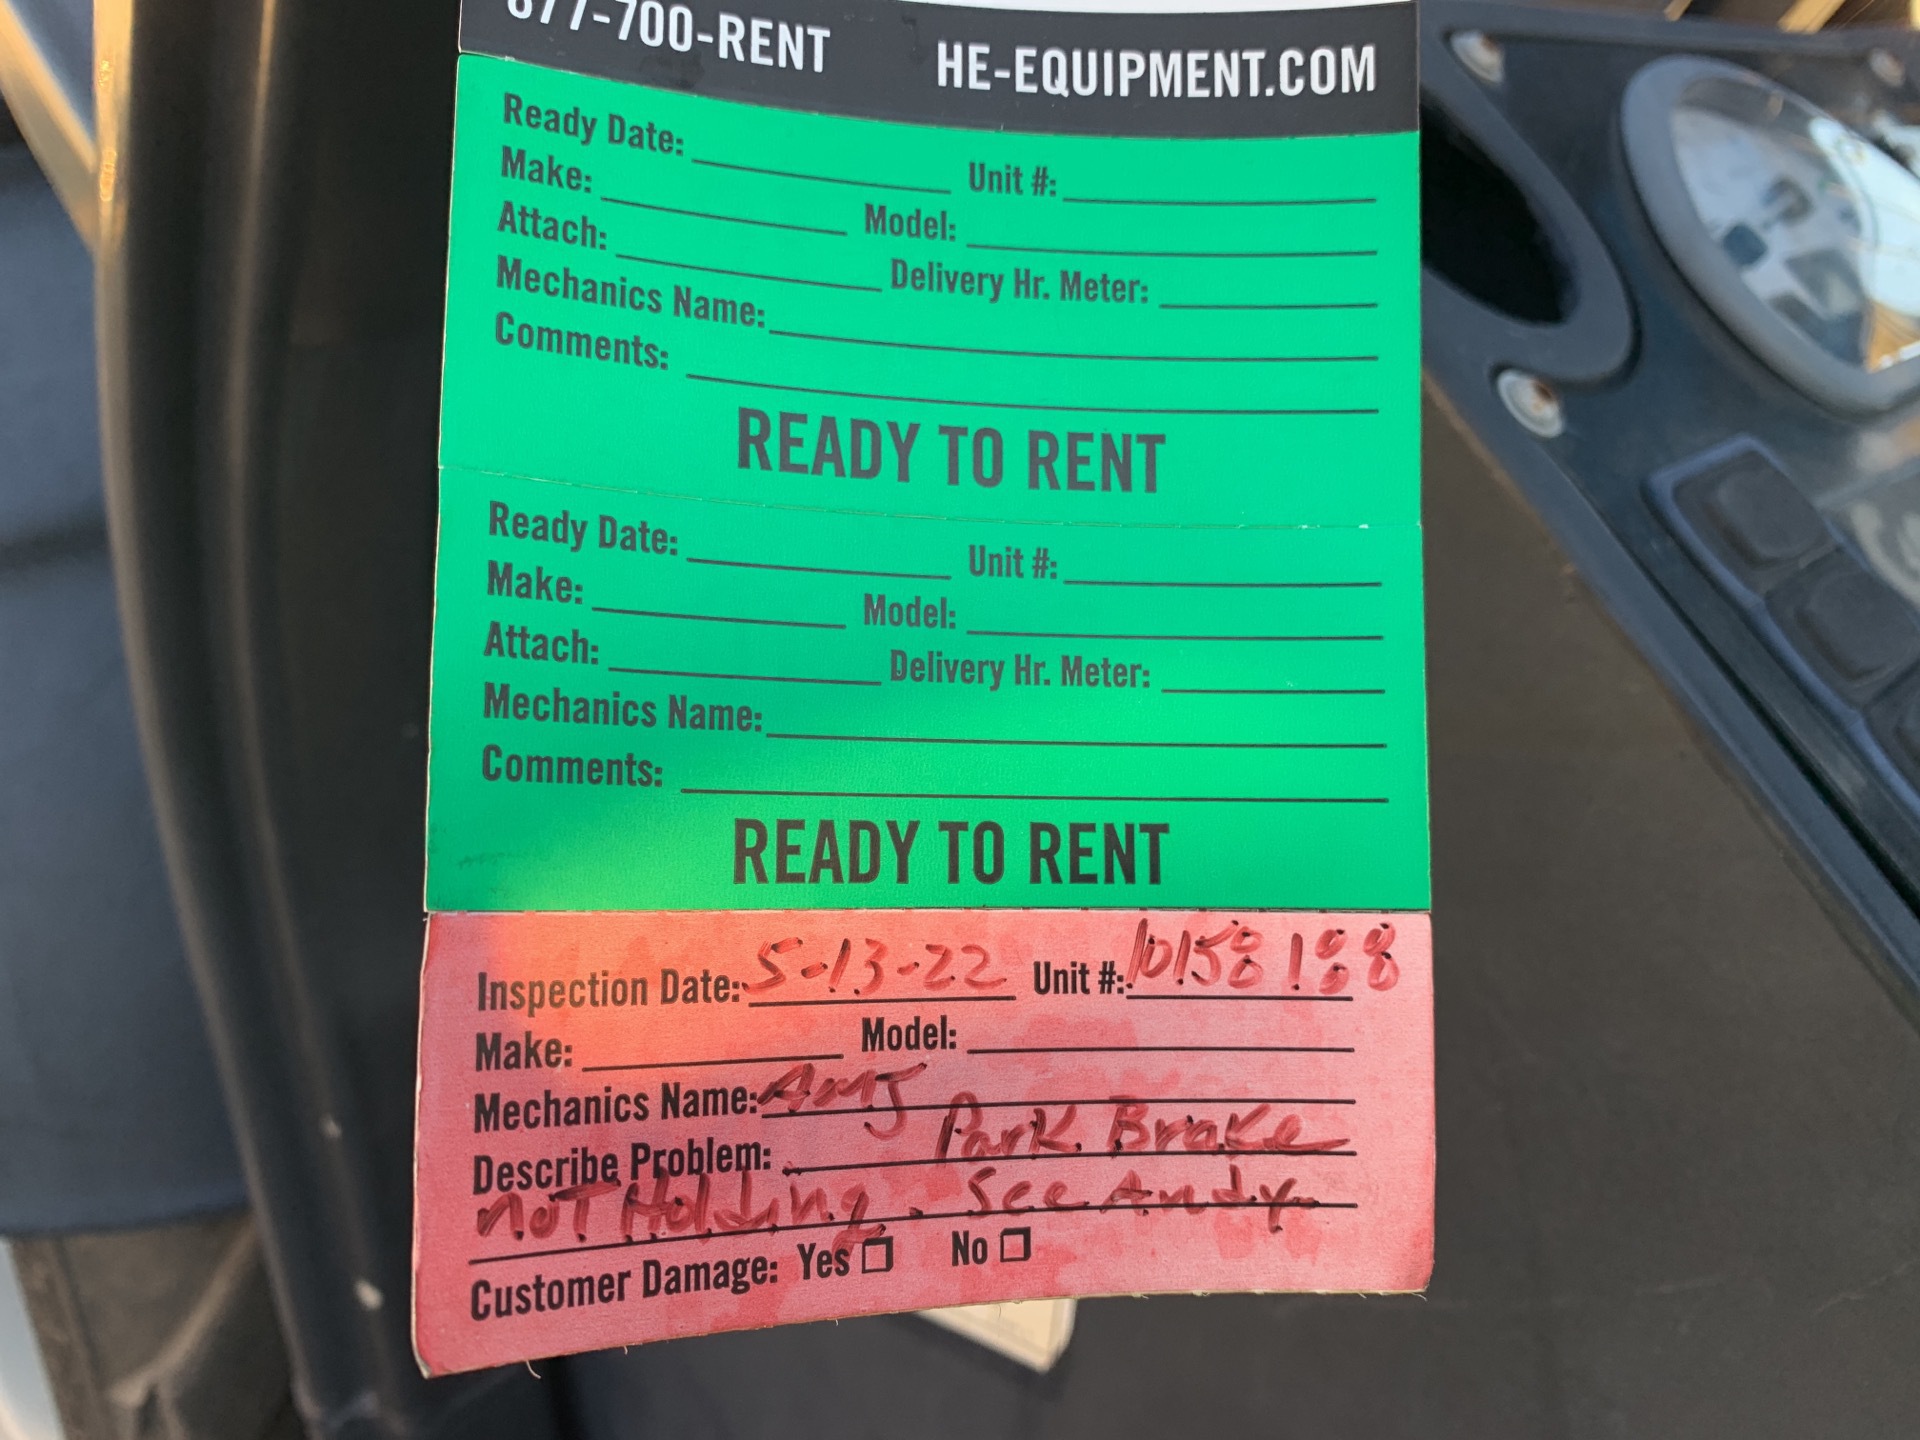 877-700-RENT HE-EQUIPMENT.COM
Ready Date: Unit #:
Make: Model:
Attach: Delivery Hr. Meter:
Mechanics Name:
Comments:
READY TO RENT
Ready Date: Unit #:
Make: Model:
Attach: Delivery Hr. Meter:
Mechanics Name:
Comments:
READY TO RENT
Inspection Date: 5-13-22 Unit #: 10158188
Make: Model:
Mechanics Name: AMJ
Describe Problem: Park Brake
noT Holding. See Andy
Customer Damage: Yes No